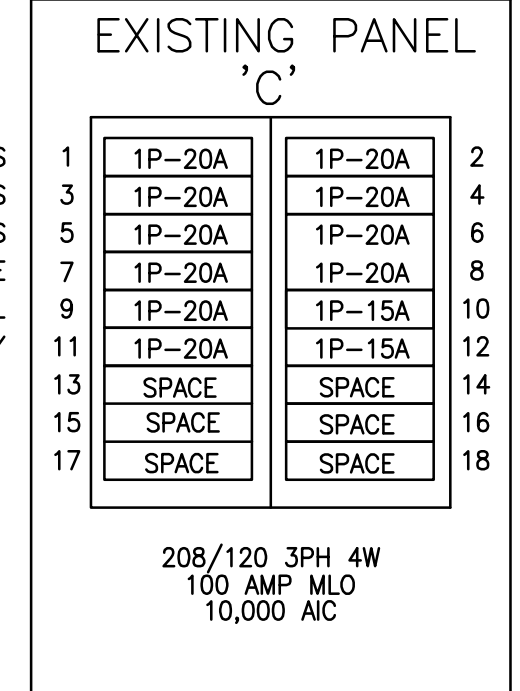 EXISTING PANEL
'C'
S 1 1P-20A 1P-20A 2
S 3 1P-20A 1P-20A 4
S 5 1P-20A 1P-20A 6
E 7 1P-20A 1P-20A 8
L 9 1P-20A 1P-15A 10
Y 11 1P-20A 1P-15A 12
13 SPACE SPACE 14
15 SPACE SPACE 16
17 SPACE SPACE 18
208/120 3PH 4W
100 AMP MLO
10,000 AIC